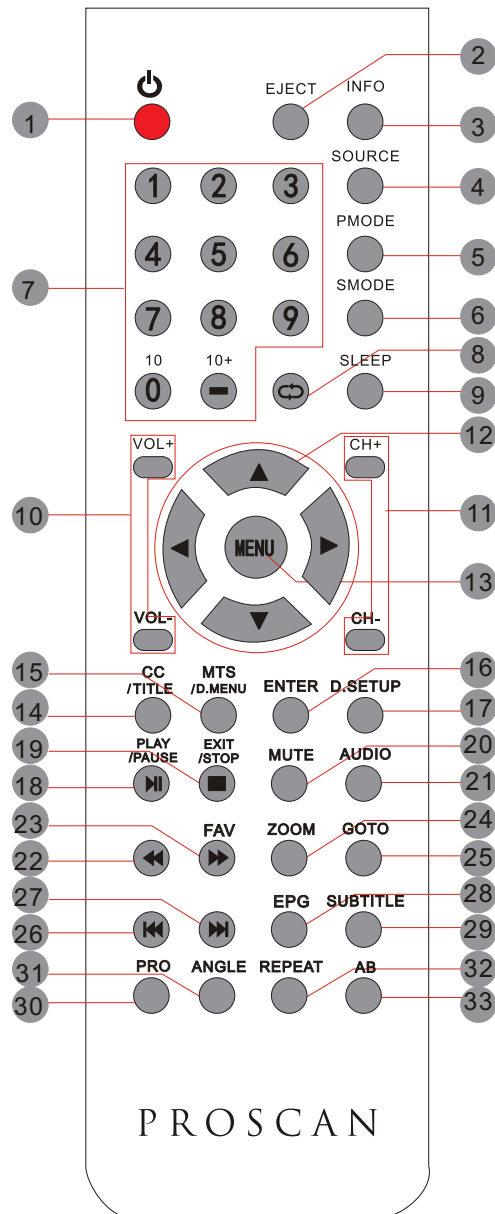 2
EJECT INFO
1
3
SOURCE
4
1 2 3
PMODE
5
4 5 6
7
SMODE
6
7 8 9
8
10 10+ SLEEP
0
9
12
VOL+ CH+
10
11
MENU
13
VOL- CH-
15
CC
/TITLE
MTS
/D.MENU
ENTER D.SETUP
16
14
17
19
PLAY
/PAUSE
EXIT
/STOP
MUTE AUDIO
20
18
21
23
FAV ZOOM GOTO
24
22
25
27
EPG SUBTITLE
28
26
29
31
PRO ANGLE REPEAT AB
32
30
33
PROSCAN